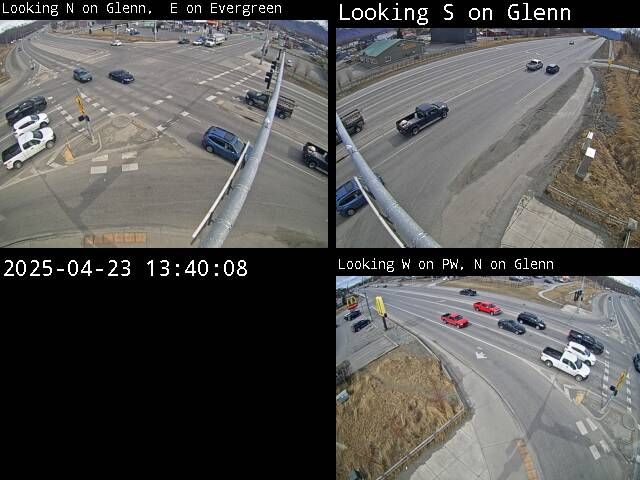 Looking N on Glenn,  E on Evergreen
Looking S on Glenn
2025-04-23 13:40:08
Looking W on PW, N on Glenn